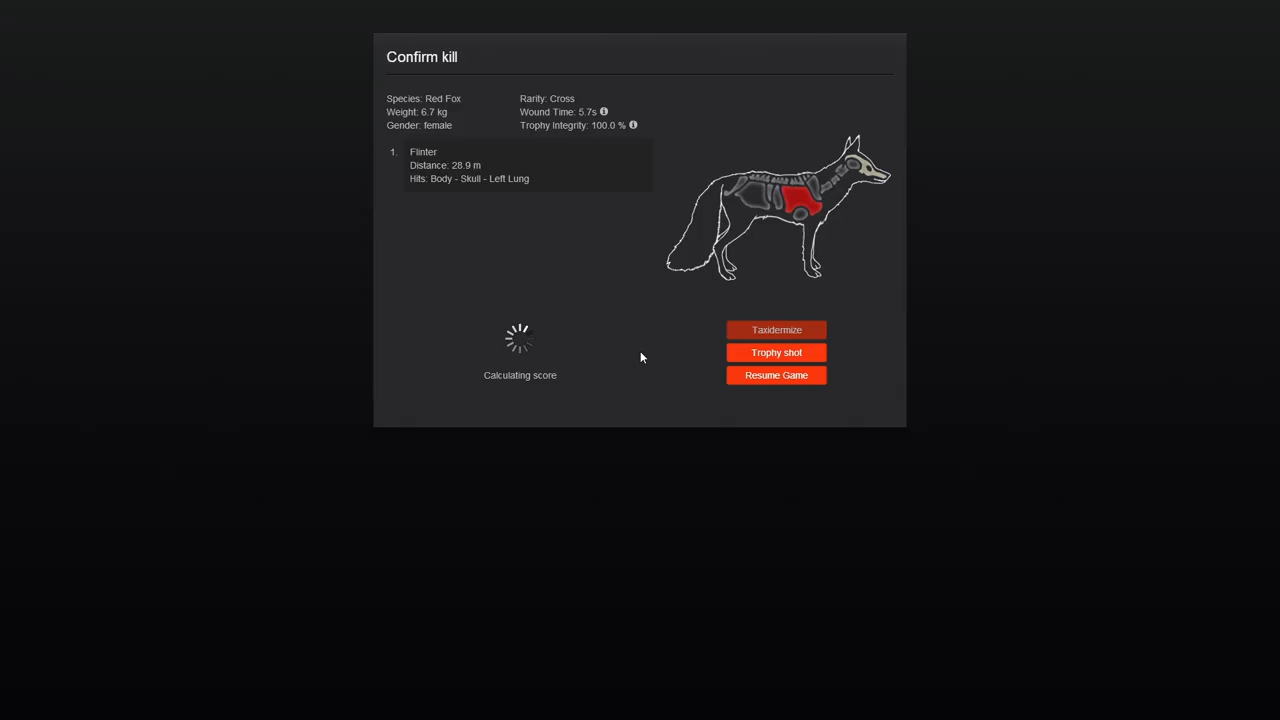 Confirm kill
Species: Red Fox
Rarity: Cross
Weight: 6.7 kg
Wound Time: 5.7s
Gender: female
Trophy Integrity: 100.0 %
1. Flinter
Distance: 28.9 m
Hits: Body - Skull - Left Lung
Taxidermize
Trophy shot
Calculating score
Resume Game